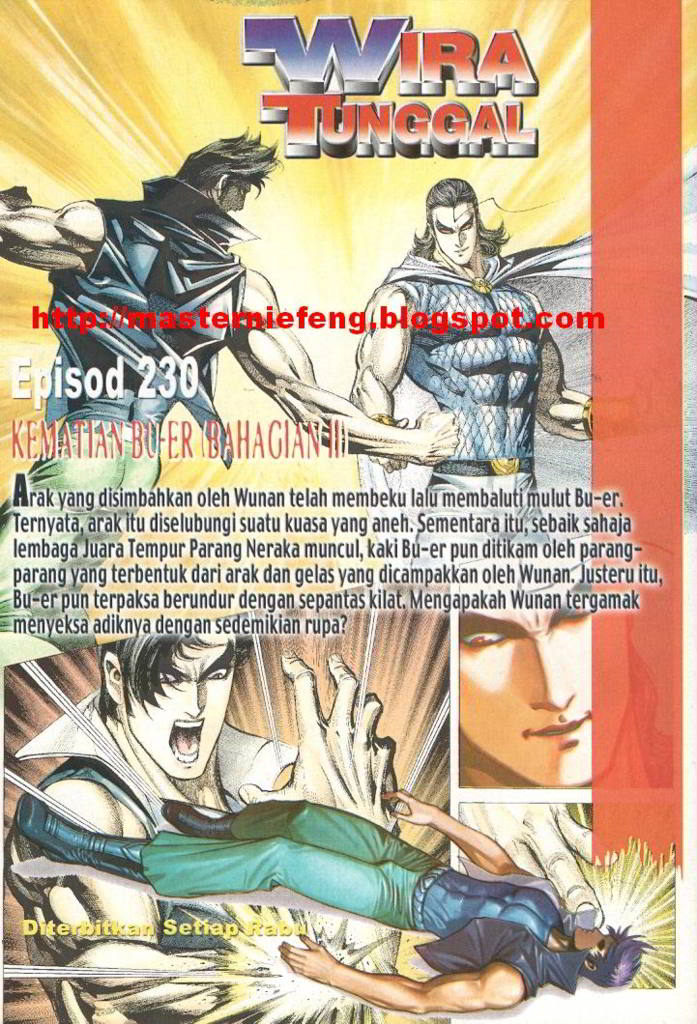 WIRA
TUNGGAL
http://masterniefeng.blogspot.com
Episod 230
KEMATIAN BU-ER (BAHAGIAN II)
Arak yang disimbahkan oleh Wunan telah membeku lalu membaluti mulut Bu-er.
Ternyata, arak itu diselubungi suatu kuasa yang aneh. Sementara itu, sebaik sahaja
lembaga Juara Tempur Parang Neraka muncul, kaki Bu-er pun ditikam oleh parang-
parang yang terbentuk dari arak dan gelas yang dicampakkan oleh Wunan. Justeru itu,
Bu-er pun terpaksa berundur dengan sepantas kilat. Mengapakah Wunan tergamak
menyeksa adiknya dengan sedemikian rupa?
Diterbitkan Setiap Rabu